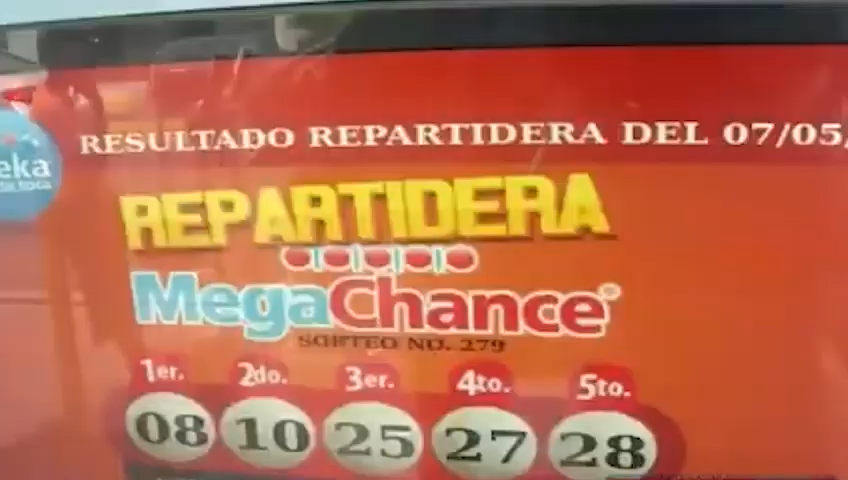 RESULTADO REPARTIDERA DEL 07/05/
eka
REPARTIDERA
MegaChance®
SORTEO NO. 279
1er. 2do. 3er. 4to. 5to.
08 10 25 27 28